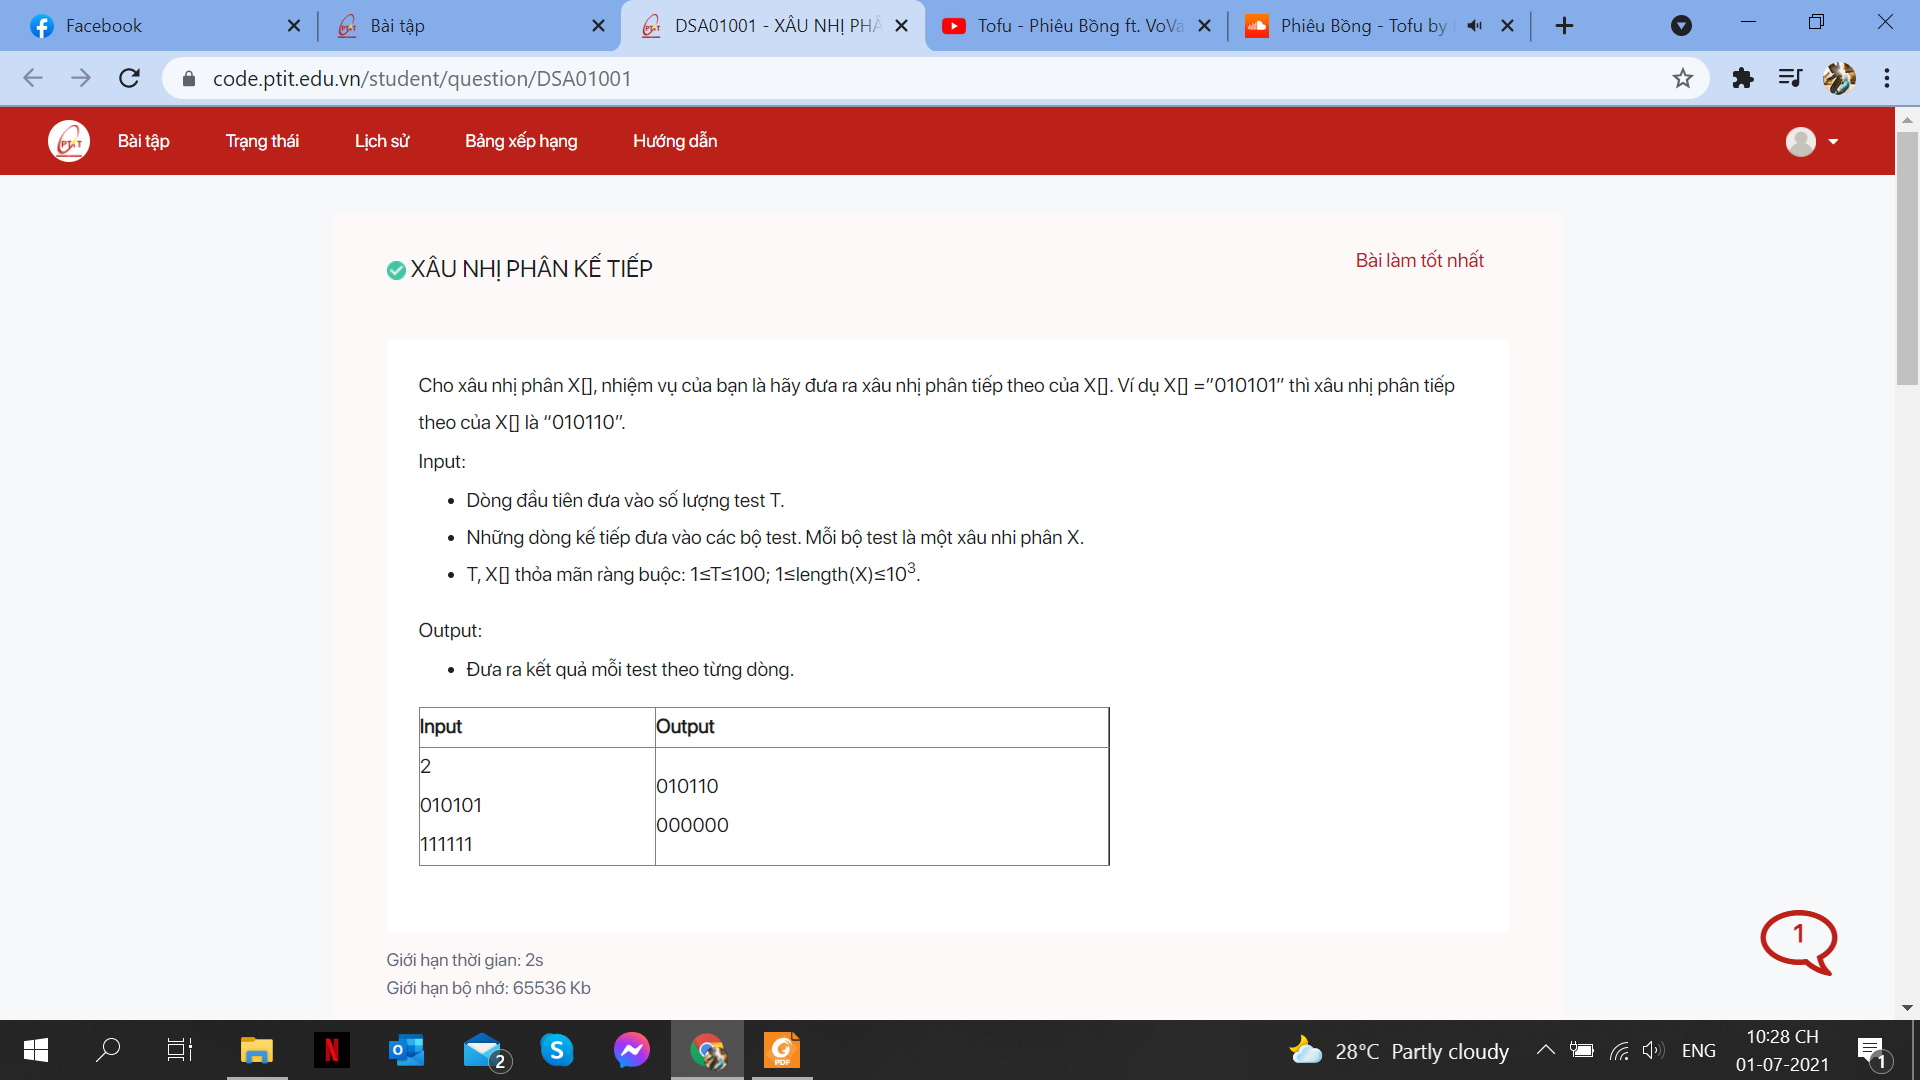 Facebook
Bài tập
DSA01001 - XÂU NHỊ PHÂ
Tofu - Phiêu Bồng ft. VoVa
Phiêu Bồng - Tofu by
code.ptit.edu.vn/student/question/DSA01001
PTIT
Bài tập
Trạng thái
Lịch sử
Bảng xếp hạng
Hướng dẫn
XÂU NHỊ PHÂN KẾ TIẾP
Bài làm tốt nhất
Cho xâu nhị phân X[], nhiệm vụ của bạn là hãy đưa ra xâu nhị phân tiếp theo của X[]. Ví dụ X[] =”010101” thì xâu nhị phân tiếp
theo của X[] là “010110”.
Input:
• Dòng đầu tiên đưa vào số lượng test T.
• Những dòng kế tiếp đưa vào các bộ test. Mỗi bộ test là một xâu nhi phân X.
• T, X[] thỏa mãn ràng buộc: 1≤T≤100; 1≤length(X)≤10³.
Output:
• Đưa ra kết quả mỗi test theo từng dòng.
Input
Output
2
010101
111111
010110
000000
1
Giới hạn thời gian: 2s
Giới hạn bộ nhớ: 65536 Kb
N
2
S
PDF
28°C Partly cloudy
ENG
10:28 CH
01-07-2021
1